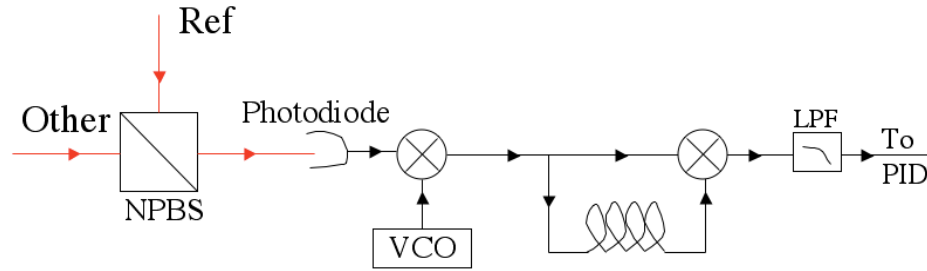 Ref
Other
NPBS
Photodiode
VCO
LPF
To
PID